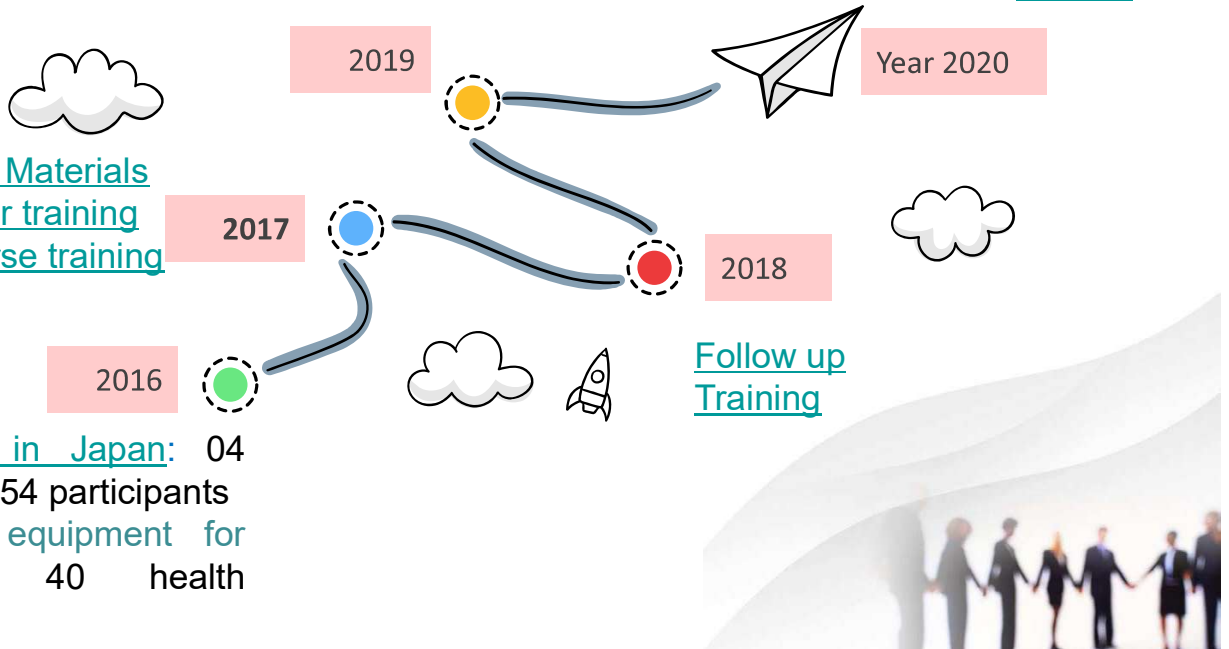 2019
Year 2020
Materials
r training
2017
se training
2018
2016
Follow up
Training
in Japan: 04
54 participants
equipment for
40 health